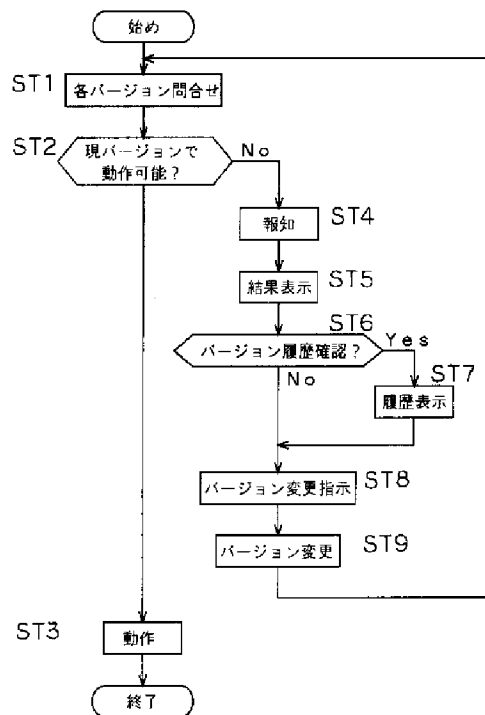 始め
ST1
各バージョン問合せ
ST2
現バージョンで
動作可能？
No
ST4
報知
ST5
結果表示
ST6
バージョン履歴確認？
Yes
No
ST7
履歴表示
ST8
バージョン変更指示
ST9
バージョン変更
ST3
動作
終了